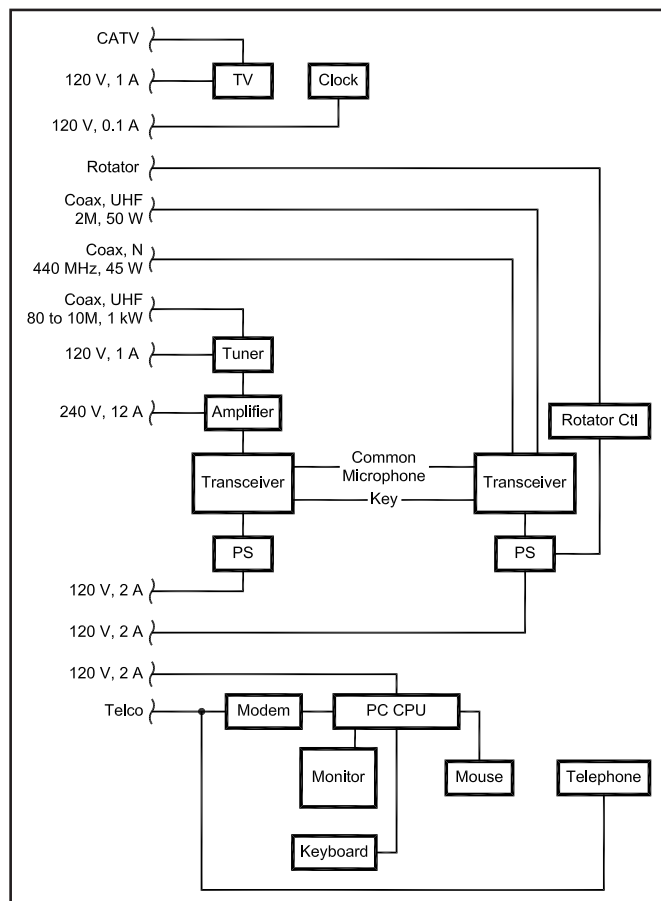 CATV
120 V, 1 A
TV
Clock
120 V, 0.1 A
Rotator
Coax, UHF
2M, 50 W
Coax, N
440 MHz, 45 W
Coax, UHF
80 to 10M, 1 kW
120 V, 1 A
Tuner
240 V, 12 A
Amplifier
Rotator Ctl
Transceiver
Common
Microphone
Key
Transceiver
PS
PS
120 V, 2 A
120 V, 2 A
120 V, 2 A
Telco
Modem
PC CPU
Monitor
Mouse
Telephone
Keyboard